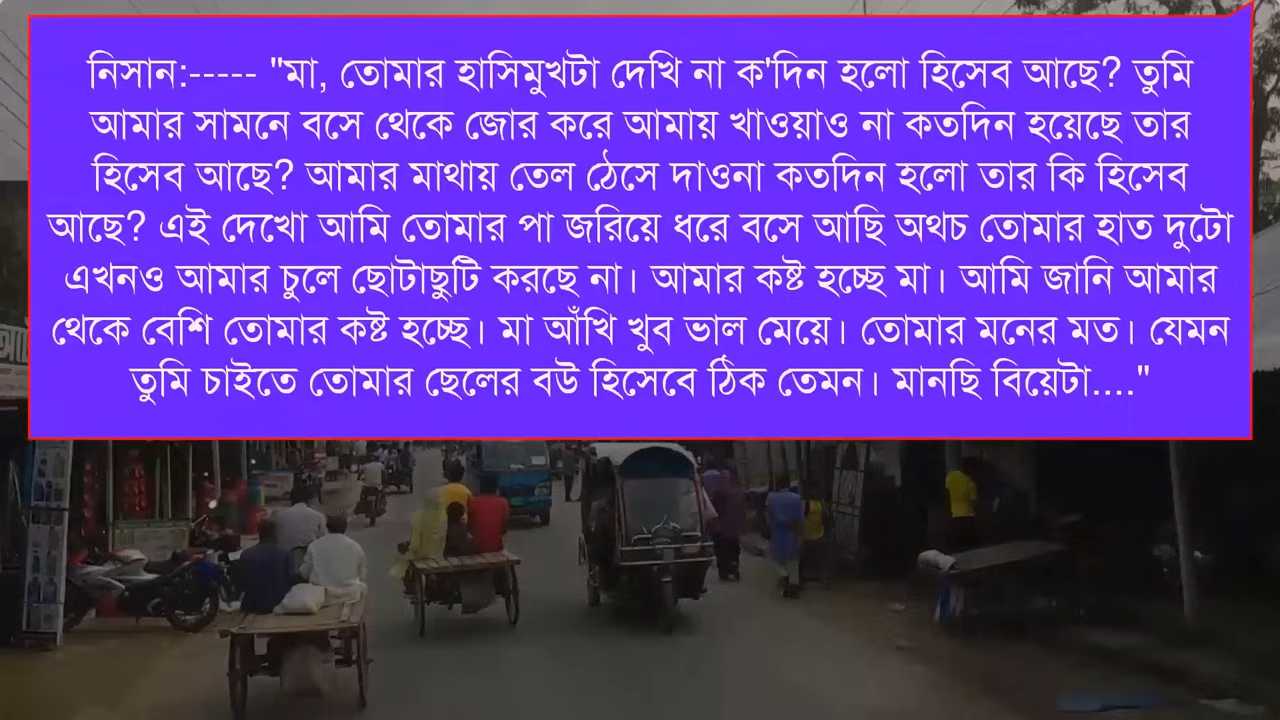 নিসান:----- "মা, তোমার হাসিমুখটা দেখি না ক'দিন হলো হিসেব আছে? তুমি
আমার সামনে বসে থেকে জোর করে আমায় খাওয়াও না কতদিন হয়েছে তার
হিসেব আছে? আমার মাথায় তেল ঠেসে দাওনা কতদিন হলো তার কি হিসেব
আছে? এই দেখো আমি তোমার পা জরিয়ে ধরে বসে আছি অথচ তোমার হাত দুটো
এখনও আমার চুলে ছোটাছুটি করছে না। আমার কষ্ট হচ্ছে মা। আমি জানি আমার
থেকে বেশি তোমার কষ্ট হচ্ছে। মা আঁখি খুব ভাল মেয়ে। তোমার মনের মত। যেমন
তুমি চাইতে তোমার ছেলের বউ হিসেবে ঠিক তেমন। মানছি বিয়েটা...."